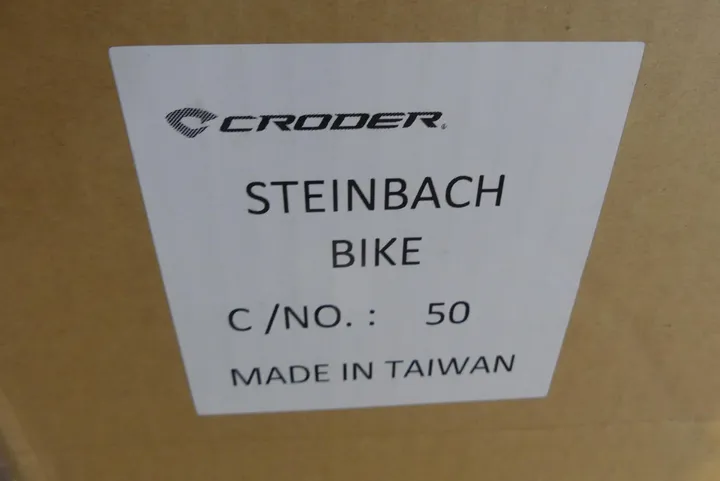 CRODER
STEINBACH
BIKE
C /NO. : 50
MADE IN TAIWAN